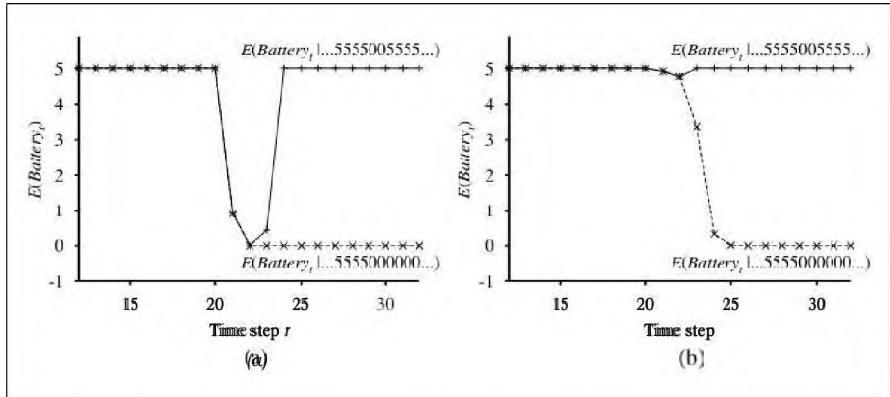 E(Battery_t | ...5555005555...)
5
4
3
2
1
0
-1
E(Battery_t)
E(Battery_t | ...5555000000...)
15 20 25 30
Time step t
(a)
E(Battery_t | ...5555005555...)
5
4
3
2
1
0
-1
E(Battery_t)
E(Battery_t | ...5555000000...)
15 20 25 30
Time step
(b)